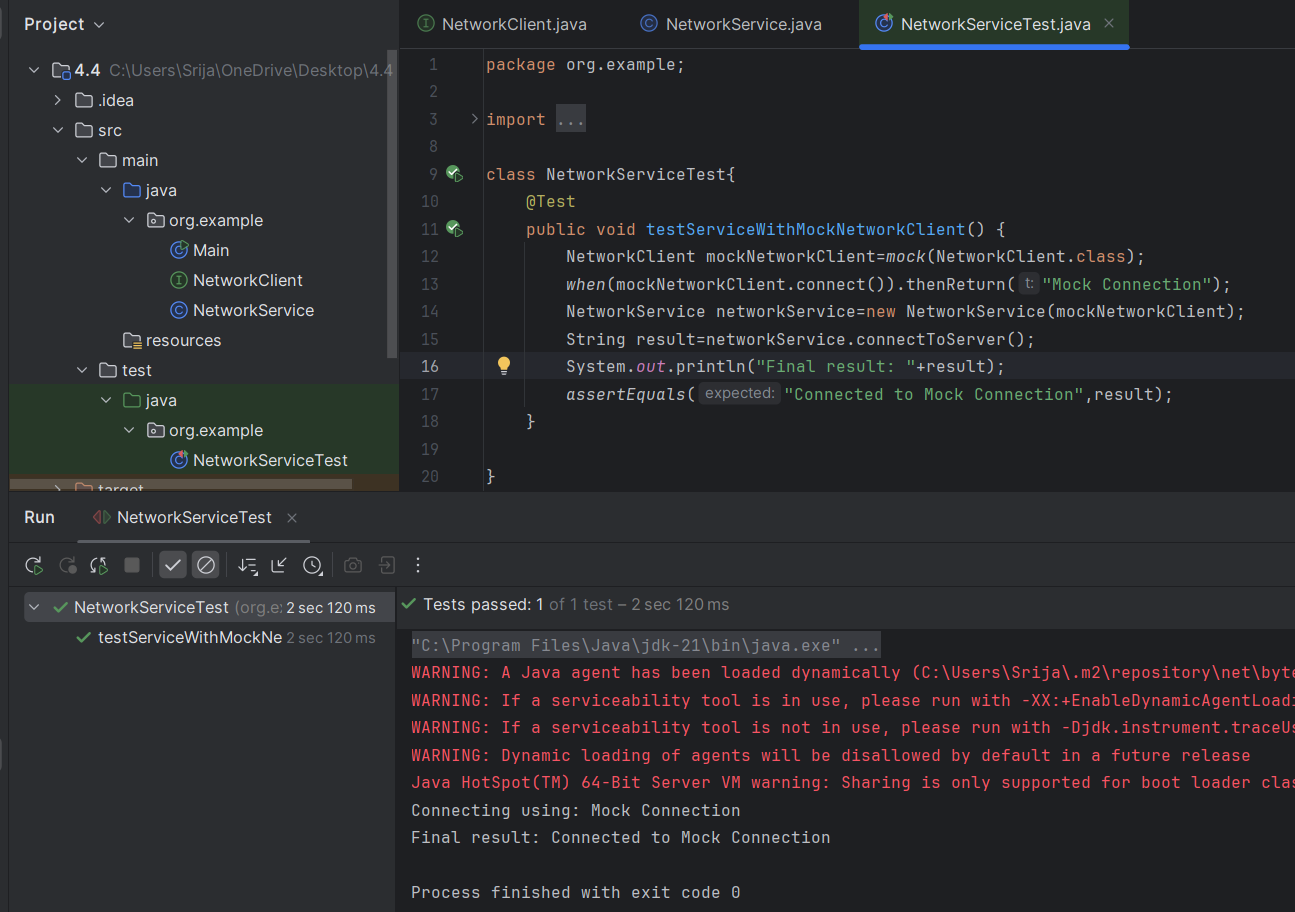 Project
NetworkClient.java
NetworkService.java
NetworkServiceTest.java
4.4 C:\Users\Srija\OneDrive\Desktop\4.4
.idea
src
main
java
org.example
Main
NetworkClient
NetworkService
resources
test
java
org.example
NetworkServiceTest
target
1 package org.example;
2
3 import ...
8
9 class NetworkServiceTest{
10 @Test
11 public void testServiceWithMockNetworkClient() {
12 NetworkClient mockNetworkClient=mock(NetworkClient.class);
13 when(mockNetworkClient.connect()).thenReturn( t: "Mock Connection");
14 NetworkService networkService=new NetworkService(mockNetworkClient);
15 String result=networkService.connectToServer();
16 System.out.println("Final result: "+result);
17 assertEquals( expected: "Connected to Mock Connection",result);
18 }
19
20 }
Run NetworkServiceTest
NetworkServiceTest (org.e 2 sec 120 ms
testServiceWithMockNe 2 sec 120 ms
Tests passed: 1 of 1 test – 2 sec 120 ms
"C:\Program Files\Java\jdk-21\bin\java.exe" ...
WARNING: A Java agent has been loaded dynamically (C:\Users\Srija\.m2\repository\net\byte
WARNING: If a serviceability tool is in use, please run with -XX:+EnableDynamicAgentLoadi
WARNING: If a serviceability tool is not in use, please run with -Djdk.instrument.traceUs
WARNING: Dynamic loading of agents will be disallowed by default in a future release
Java HotSpot(TM) 64-Bit Server VM warning: Sharing is only supported for boot loader clas
Connecting using: Mock Connection
Final result: Connected to Mock Connection
Process finished with exit code 0